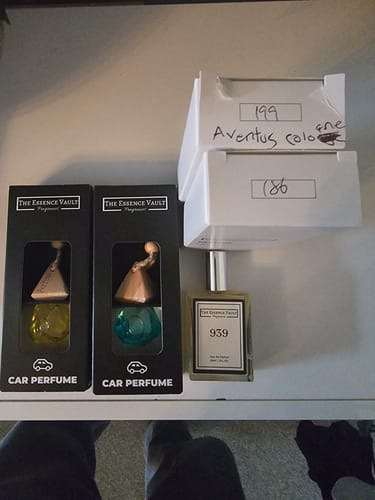 199
Aventus cologne
186
THE ESSENCE VAULT
Fragrances
CAR PERFUME
THE ESSENCE VAULT
Fragrances
CAR PERFUME
THE ESSENCE VAULT
939
Eau de Parfum